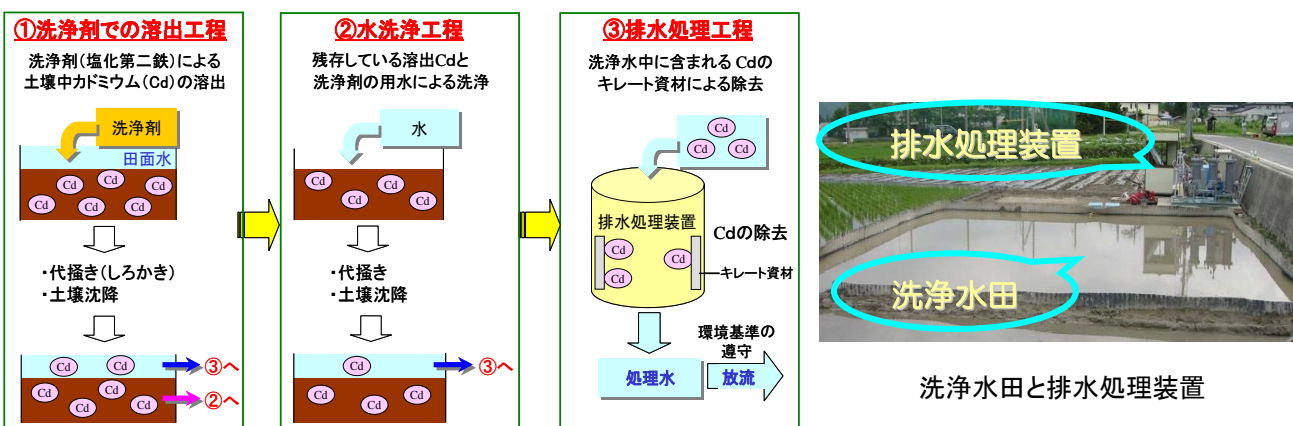 ①洗浄剤での溶出工程
洗浄剤(塩化第二鉄)による
土壌中カドミウム(Cd)の溶出
洗浄剤
田面水
Cd
Cd
Cd
Cd
Cd
Cd
・代掻き(しろかき)
・土壌沈降
Cd
Cd
③へ
Cd
Cd
Cd
Cd
②へ
②水洗浄工程
残存している溶出Cdと
洗浄剤の用水による洗浄
水
Cd
Cd
Cd
Cd
・代掻き
・土壌沈降
Cd
③へ
Cd
Cd
Cd
③排水処理工程
洗浄水中に含まれる Cdの
キレート資材による除去
Cd
Cd
Cd
排水処理装置
Cdの除去
Cd
Cd
Cd
キレート資材
環境基準の
遵守
処理水
放流
排水処理装置
洗浄水田
洗浄水田と排水処理装置